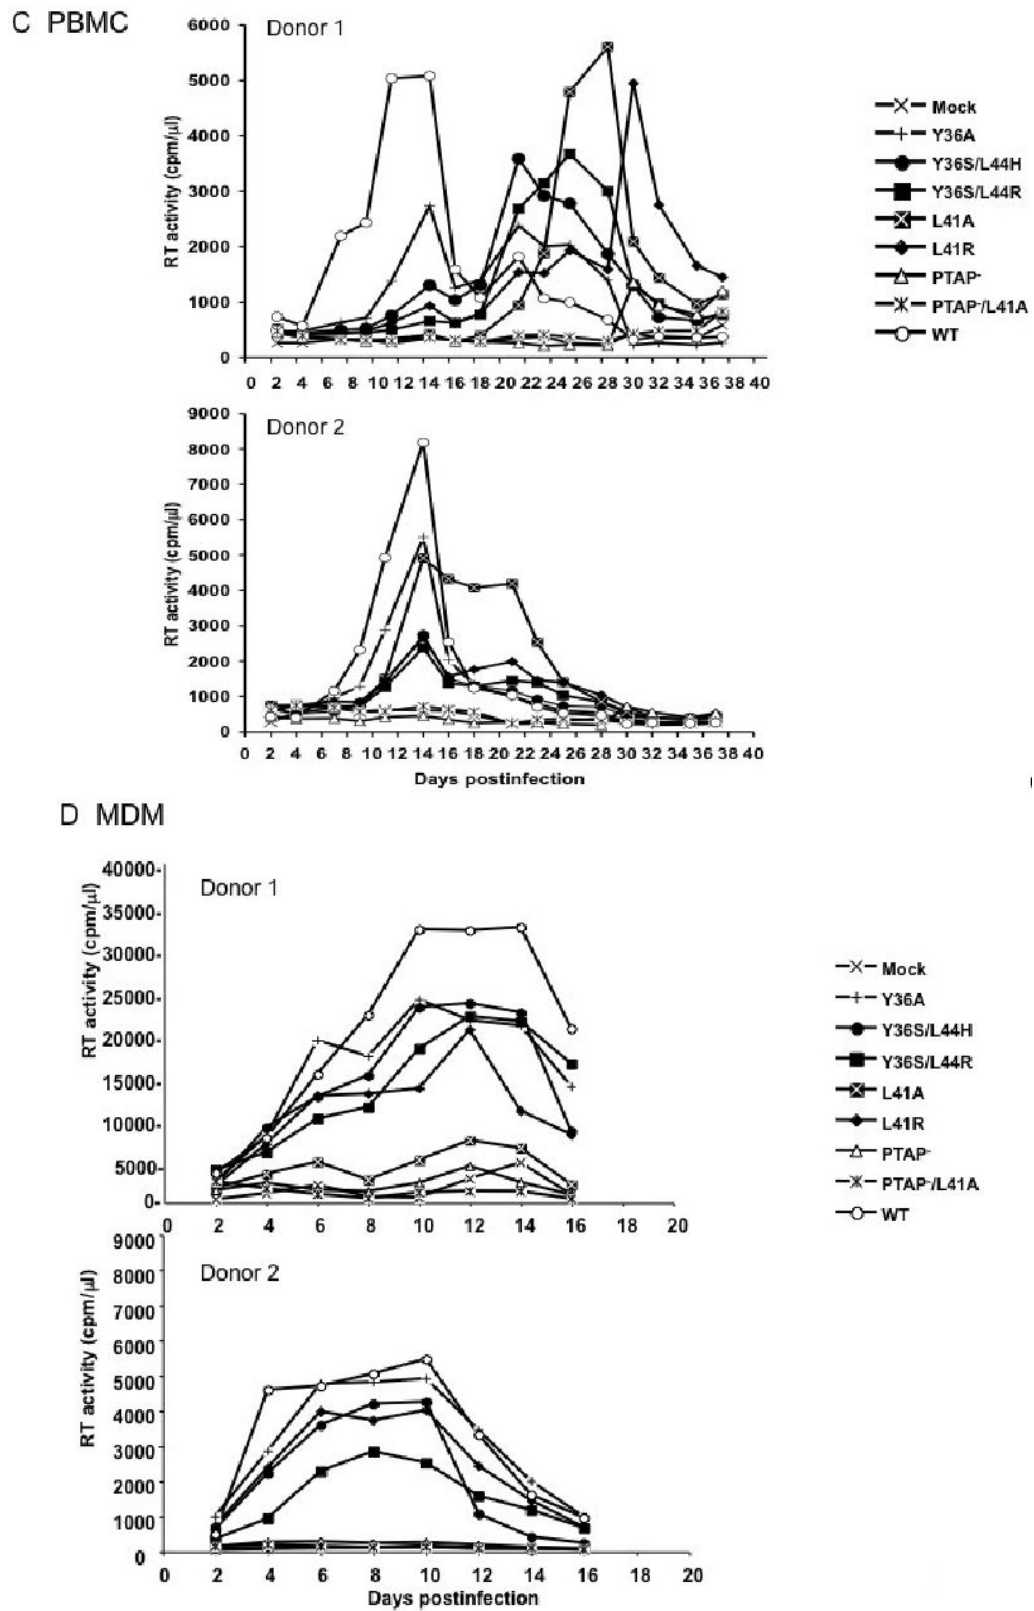 C PBMC
Donor 1
6000
5000
4000
3000
2000
1000
0
RT activity (cpm/µl)
0 2 4 6 8 10 12 14 16 18 20 22 24 26 28 30 32 34 36 38 40
Mock
Y36A
Y36S/L44H
Y36S/L44R
L41A
L41R
PTAP-
PTAP-/L41A
WT
Donor 2
9000
8000
7000
6000
5000
4000
3000
2000
1000
0
RT activity (cpm/µl)
0 2 4 6 8 10 12 14 16 18 20 22 24 26 28 30 32 34 36 38 40
Days postinfection
D MDM
Donor 1
40000
35000
30000
25000
20000
15000
10000
5000
0
RT activity (cpm/µl)
0 2 4 6 8 10 12 14 16 18 20
Mock
Y36A
Y36S/L44H
Y36S/L44R
L41A
L41R
PTAP-
PTAP-/L41A
WT
Donor 2
9000
8000
7000
6000
5000
4000
3000
2000
1000
0
RT activity (cpm/µl)
0 2 4 6 8 10 12 14 16 18 20
Days postinfection